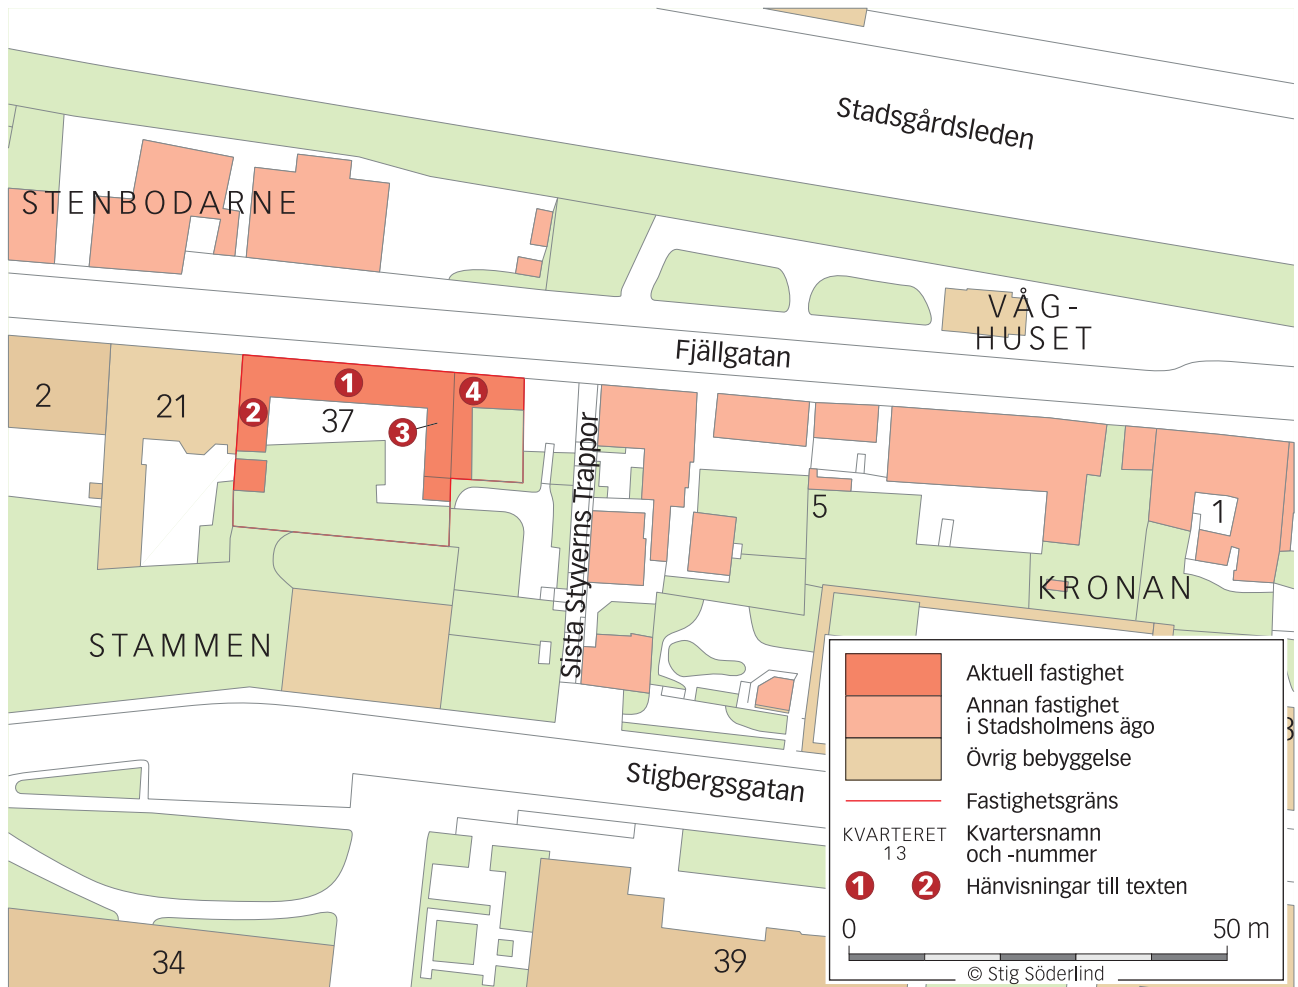 Stadsgårdsleden
STENBODARNE
VÅG-
HUSET
Fjällgatan
2
21
1
2
37
3
4
Sista Styverns Trappor
5
1
KRONAN
STAMMEN
Stigbergsgatan
34
39
Aktuell fastighet
Annan fastighet
i Stadsholmens ägo
Övrig bebyggelse
Fastighetsgräns
KVARTERET
13
Kvartersnamn
och -nummer
1 2 Hänvisningar till texten
0 50 m
© Stig Söderlind